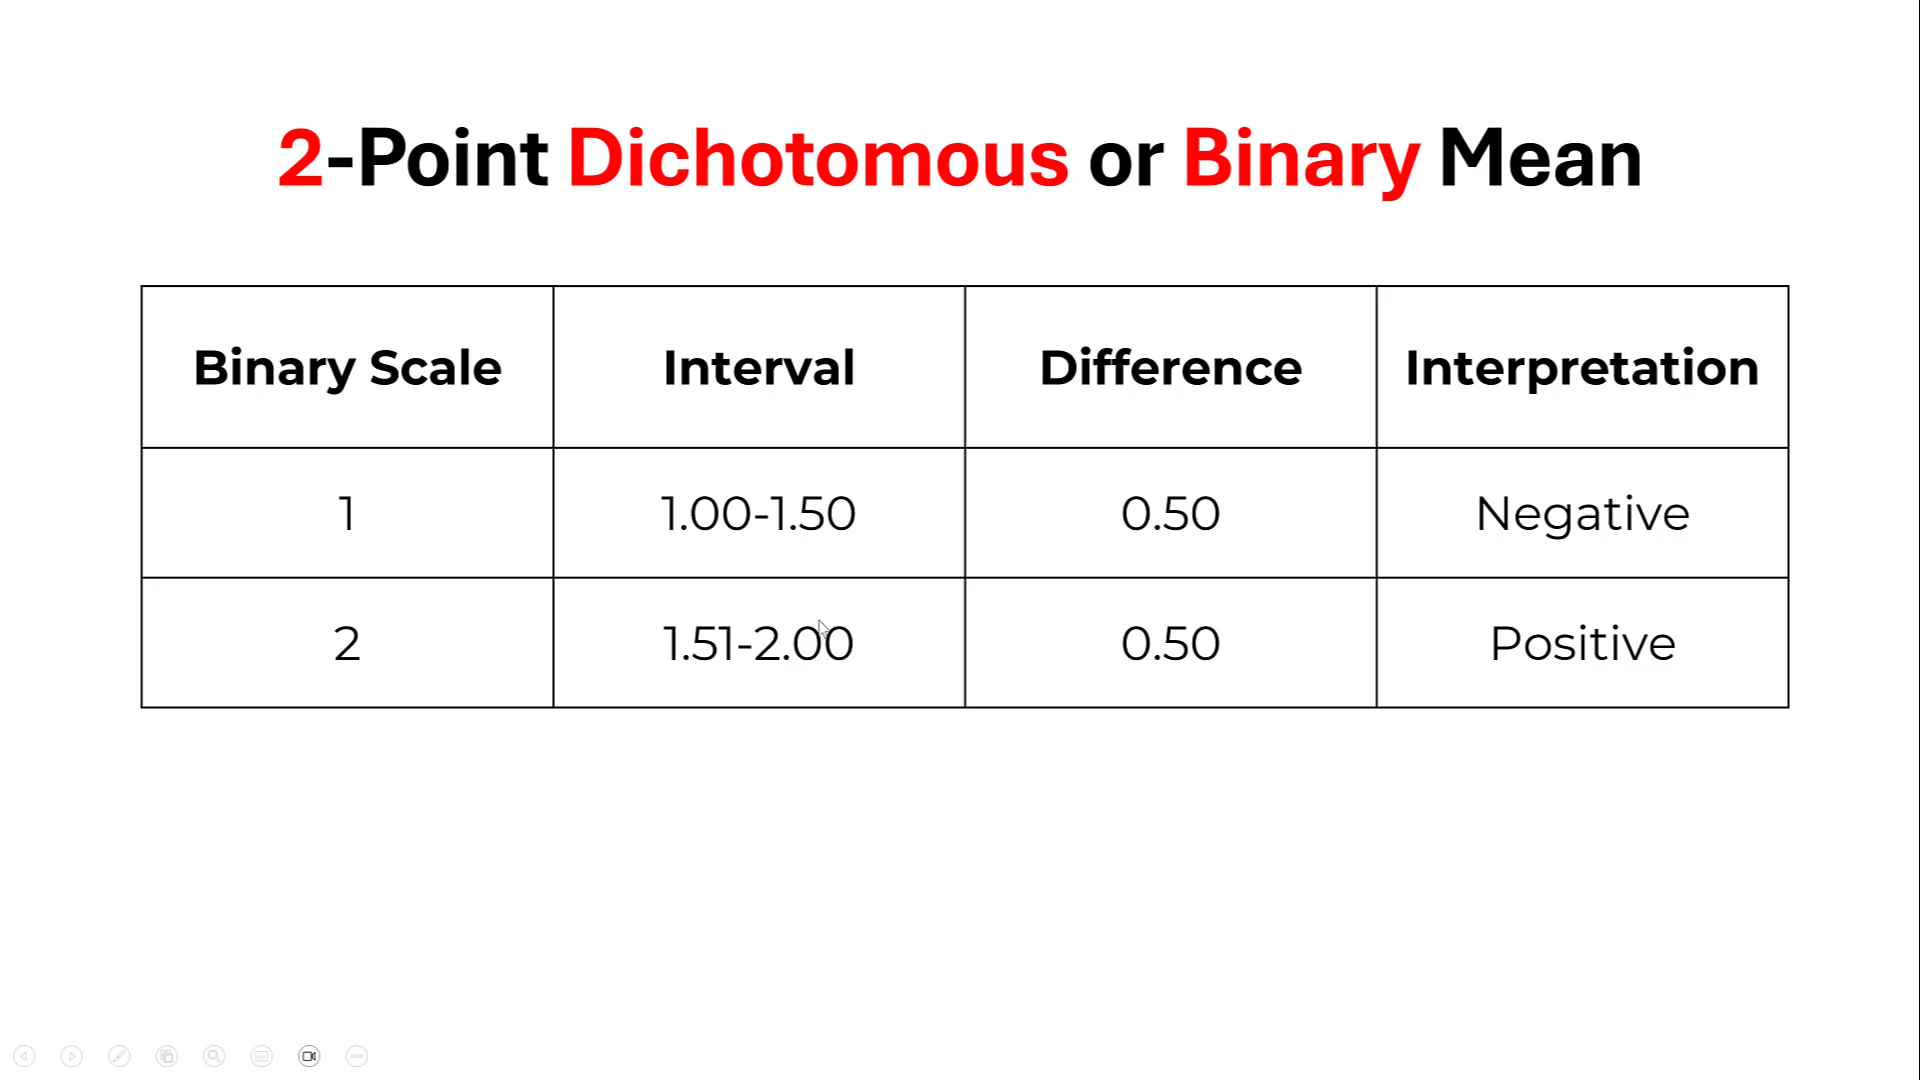 2-Point Dichotomous or Binary Mean
Binary Scale Interval Difference Interpretation
1 1.00-1.50 0.50 Negative
2 1.51-2.00 0.50 Positive